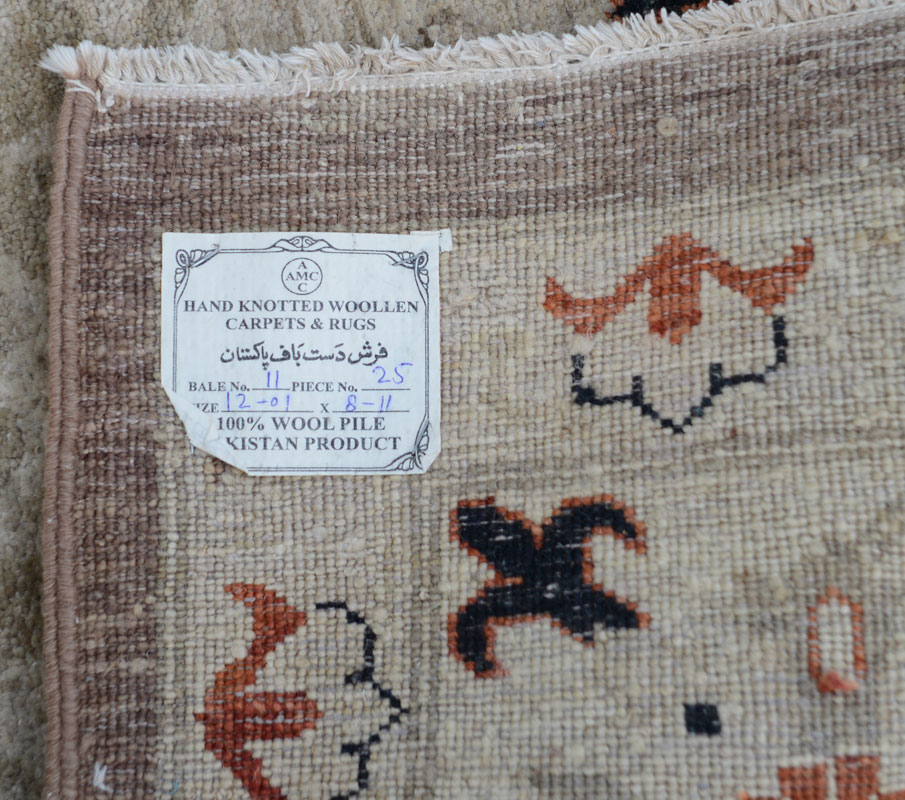 A
AMC
C
HAND KNOTTED WOOLLEN
CARPETS & RUGS
فرش دست باف پاکستان
BALE No. 11 PIECE No. 25
IZE 12-01 X 8-11
100% WOOL PILE
KISTAN PRODUCT